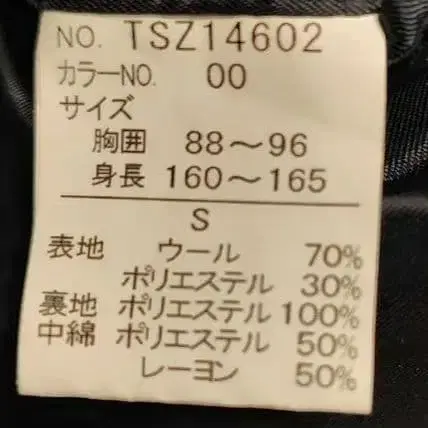 NO. TSZ14602
カラーNO. 00
サイズ
胸囲 88～96
身長 160～165
S
表地 ウール 70%
ポリエステル 30%
裏地 ポリエステル 100%
中綿 ポリエステル 50%
レーヨン 50%